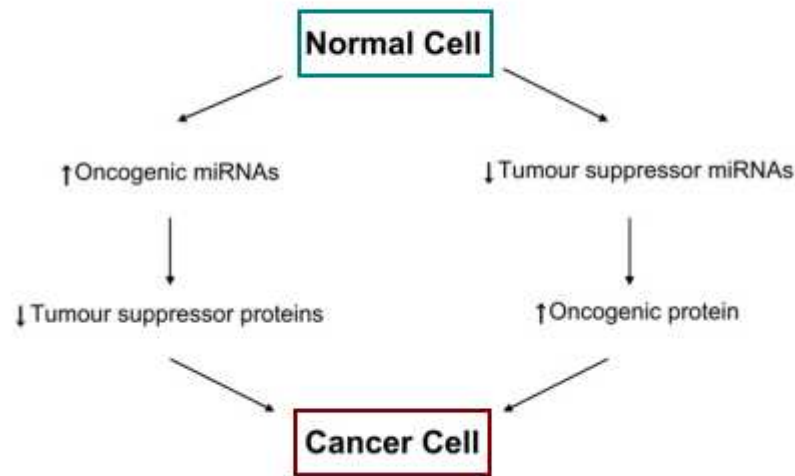 Normal Cell
↑Oncogenic miRNAs
↓Tumour suppressor miRNAs
↓Tumour suppressor proteins
↑Oncogenic protein
Cancer Cell